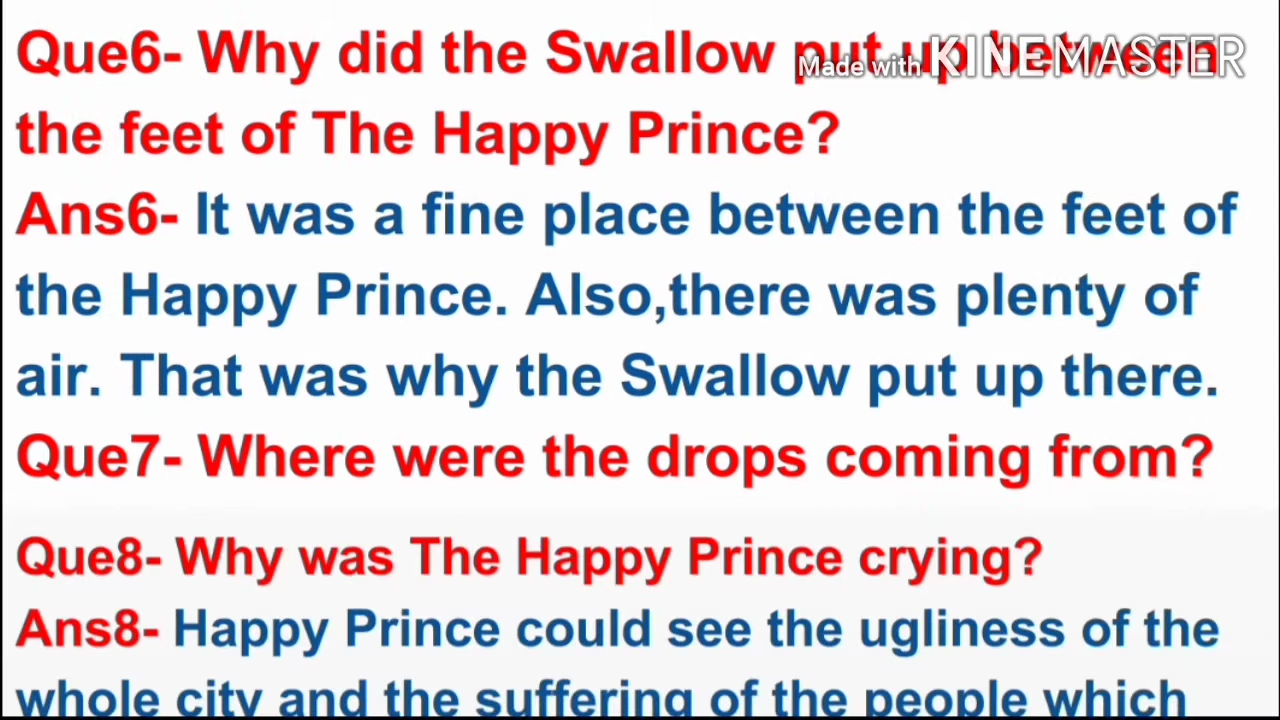 Que6- Why did the Swallow put up between
Made with KINEMASTER
the feet of The Happy Prince?
Ans6- It was a fine place between the feet of
the Happy Prince. Also,there was plenty of
air. That was why the Swallow put up there.
Que7- Where were the drops coming from?
Que8- Why was The Happy Prince crying?
Ans8- Happy Prince could see the ugliness of the
whole city and the suffering of the people which